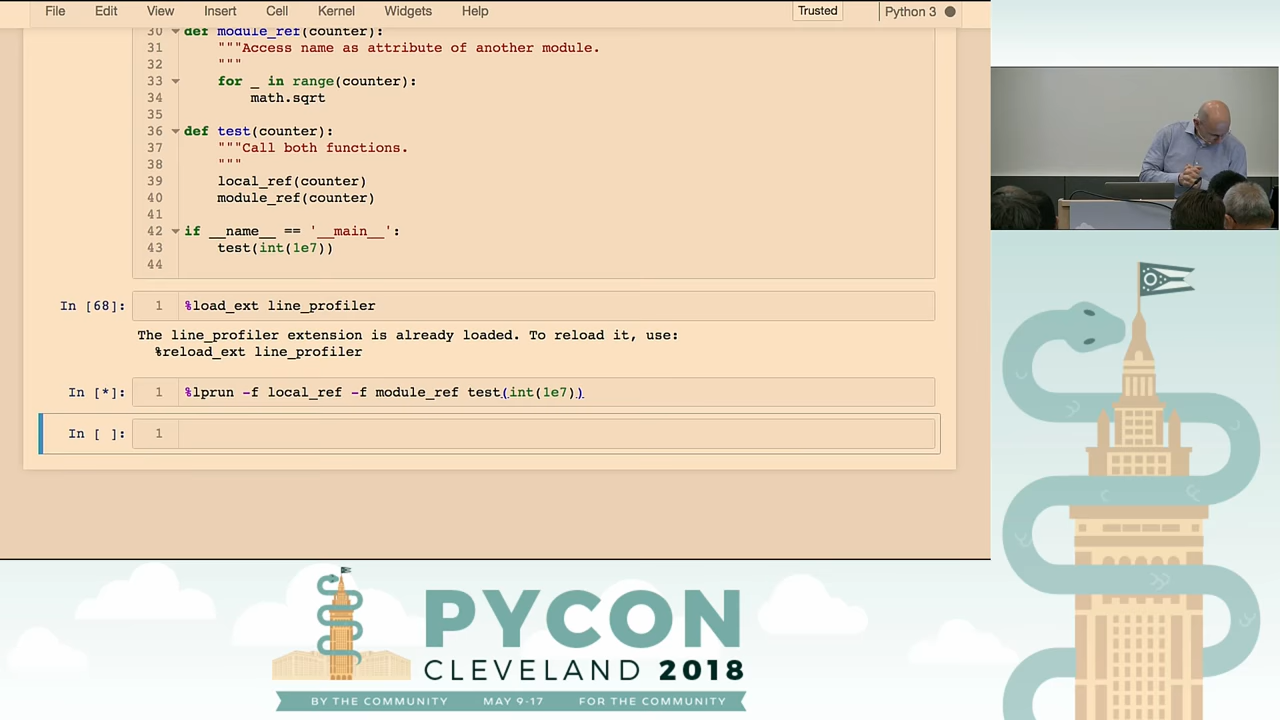 File Edit View Insert Cell Kernel Widgets Help Trusted Python 3
30 def module_ref(counter):
31 """Access name as attribute of another module.
32 """
33 for _ in range(counter):
34 math.sqrt
35
36 def test(counter):
37 """Call both functions.
38 """
39 local_ref(counter)
40 module_ref(counter)
41
42 if __name__ == '__main__':
43 test(int(1e7))
44
In [68]: 1 %load_ext line_profiler
The line_profiler extension is already loaded. To reload it, use:
%reload_ext line_profiler
In [*]: 1 %lprun -f local_ref -f module_ref test(int(1e7))
In [ ]: 1
PYCON
CLEVELAND 2018
BY THE COMMUNITY MAY 9-17 FOR THE COMMUNITY